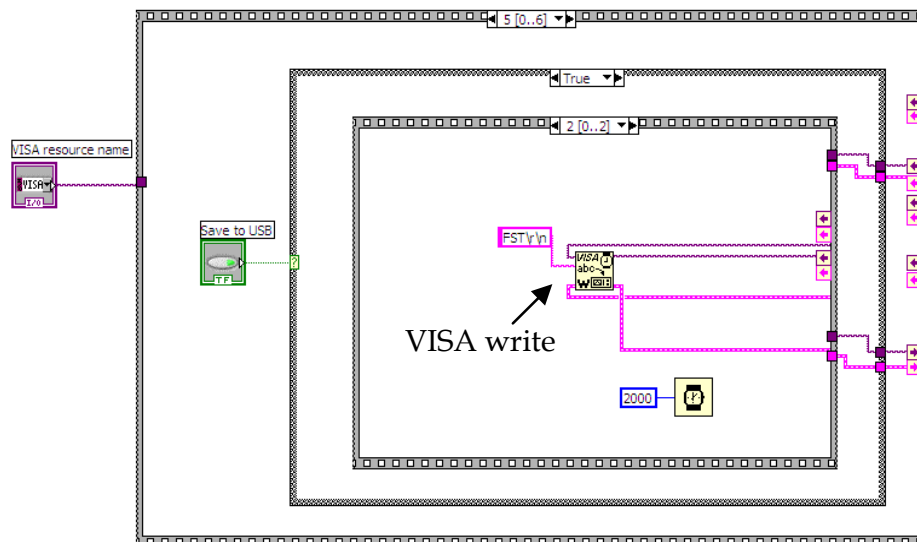 5 [0..6]
True
2 [0..2]
VISA resource name
VISA
I/O
Save to USB
TF
?
FST\r\n
VISA
abc
W
VISA write
2000